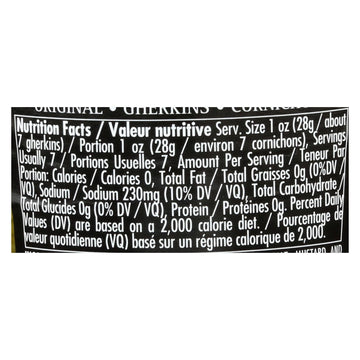 ORIGINAL • GHERKINS • CORNICH
Nutrition Facts / Valeur nutritive Serv. Size 1 oz (28g / about
7 gherkins) / Portion 1 oz (28g / environ 7 cornichons), Servings
Usually 7 / Portions Usuelles 7, Amount Per Serving / Teneur Par
Portion: Calories / Calories 0, Total Fat / Total Graisses 0g (0%DV /
VQ), Sodium / Sodium 230mg (10% DV / VQ), Total Carbohydrate /
Total Glucides 0g (0% DV / VQ), Protein / Protéines 0g. Percent Daily
Values (DV) are based on a 2,000 calorie diet. / Pourcentage de
valeur quotidienne (VQ) basé sur un régime calorique de 2,000.
MUSTARD AND